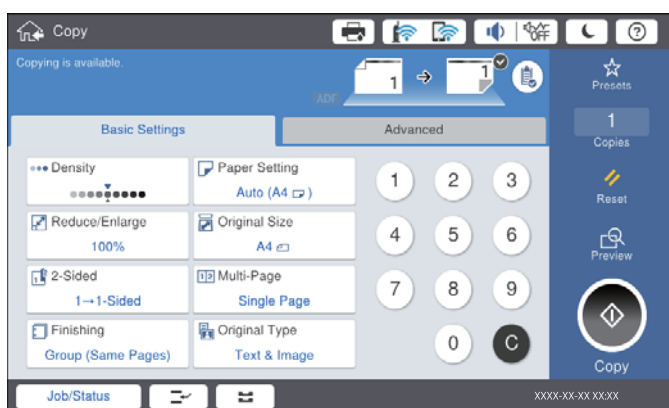 Copy
OFF
?
Copying is available.
ADF
1
1
Presets
Basic Settings
Advanced
1
Copies
Density
Paper Setting
Auto (A4 )
1
2
3
Reset
Reduce/Enlarge
100%
Original Size
A4
4
5
6
Preview
2-Sided
1→1-Sided
Multi-Page
Single Page
7
8
9
Finishing
Group (Same Pages)
Original Type
Text & Image
0
C
Copy
Job/Status
XXXX-XX-XX XX:XX